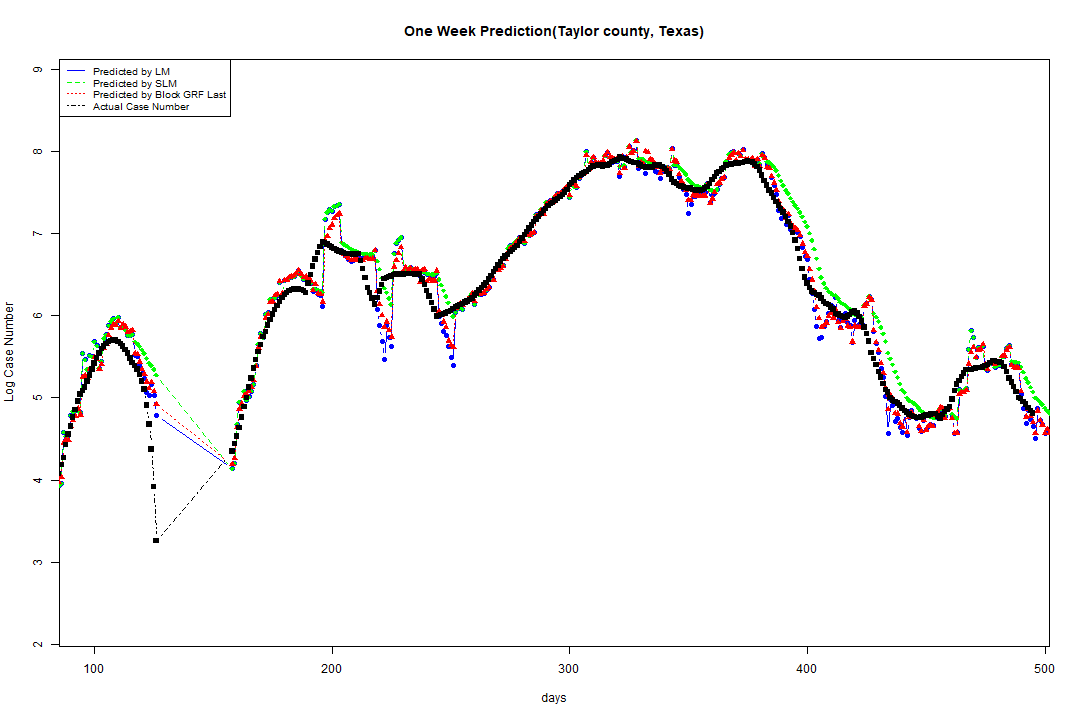 One Week Prediction(Taylor county, Texas)
Predicted by LM
Predicted by SLM
Predicted by Block GRF Last
Actual Case Number
9
8
7
6
5
4
3
2
Log Case Number
100 200 300 400 500
days